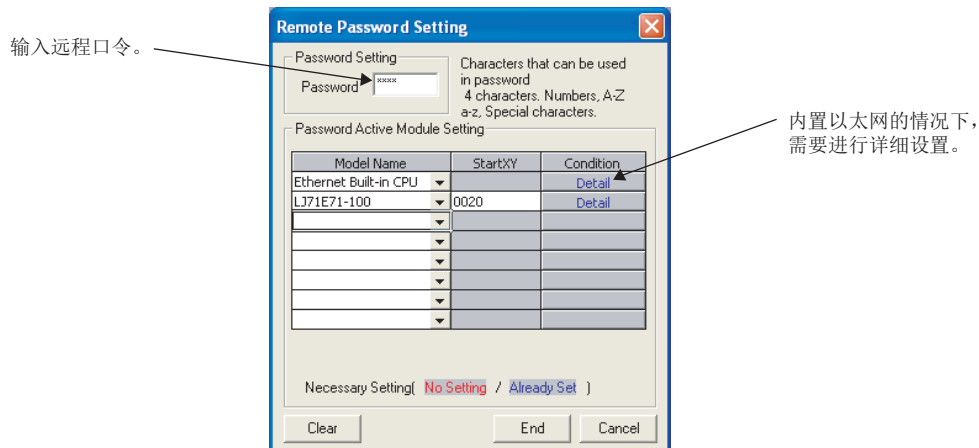 Remote Password Setting
输入远程口令。
Password Setting
Password xxxx
Characters that can be used
in password
4 characters. Numbers, A-Z
a-z, Special characters.
内置以太网的情况下，
需要进行详细设置。
Password Active Module Setting
Model Name StartXY Condition
Ethernet Built-in CPU Detail
LJ71E71-100 0020 Detail
Necessary Setting( No Setting / Already Set )
Clear End Cancel